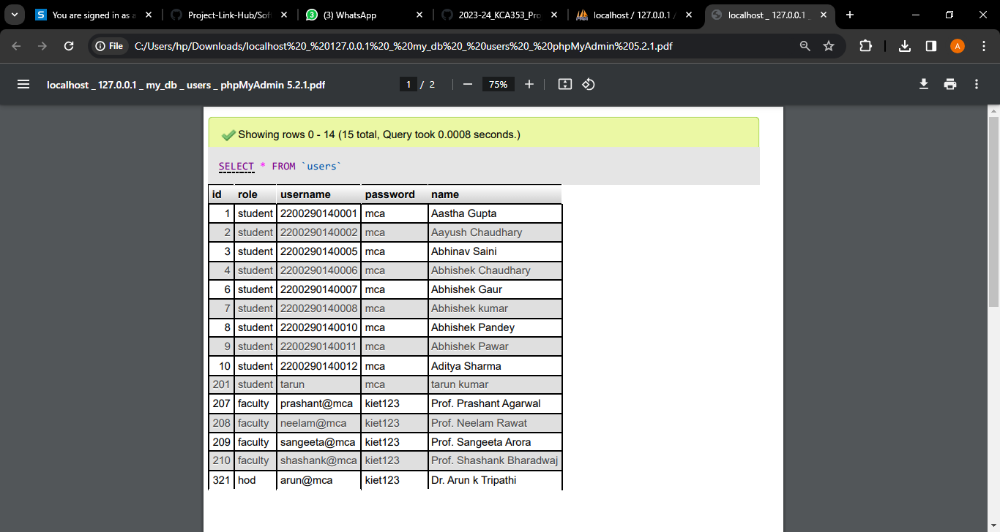 You are signed in as a
Project-Link-Hub/Soft
3
(3) WhatsApp
2023-24_KCA353_Pro
localhost / 127.0.0.1 /
localhost _ 127.0.0.1 _
File
C:/Users/hp/Downloads/localhost%20_%20127.0.0.1%20_%20my_db%20_%20users%20_%20phpMyAdmin%205.2.1.pdf
A
localhost _ 127.0.0.1 _ my_db _ users _ phpMyAdmin 5.2.1.pdf
1 / 2
75%
Showing rows 0 - 14 (15 total, Query took 0.0008 seconds.)
SELECT * FROM `users`
id role username password name
1 student 2200290140001 mca Aastha Gupta
2 student 2200290140002 mca Aayush Chaudhary
3 student 2200290140005 mca Abhinav Saini
4 student 2200290140006 mca Abhishek Chaudhary
6 student 2200290140007 mca Abhishek Gaur
7 student 2200290140008 mca Abhishek kumar
8 student 2200290140010 mca Abhishek Pandey
9 student 2200290140011 mca Abhishek Pawar
10 student 2200290140012 mca Aditya Sharma
201 student tarun mca tarun kumar
207 faculty prashant@mca kiet123 Prof. Prashant Agarwal
208 faculty neelam@mca kiet123 Prof. Neelam Rawat
209 faculty sangeeta@mca kiet123 Prof. Sangeeta Arora
210 faculty shashank@mca kiet123 Prof. Shashank Bharadwaj
321 hod arun@mca kiet123 Dr. Arun k Tripathi